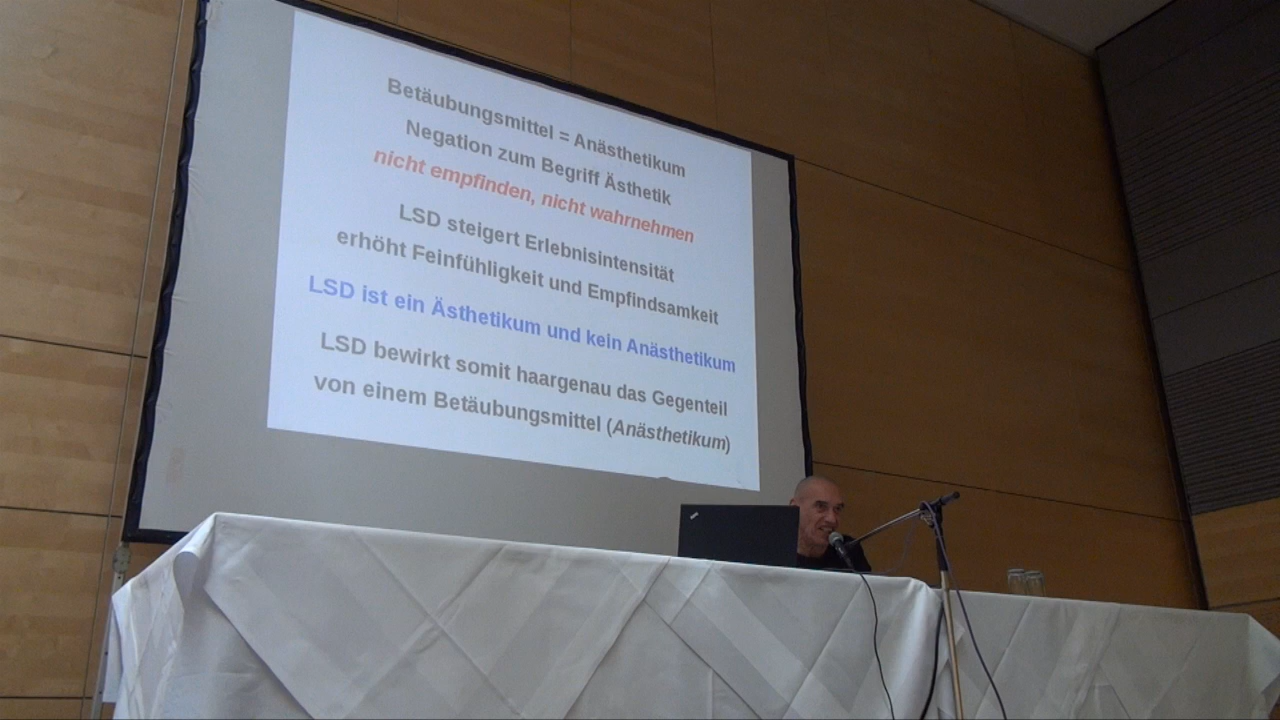 Betäubungsmittel = Anästhetikum
Negation zum Begriff Ästhetik
nicht empfinden, nicht wahrnehmen
LSD steigert Erlebnisintensität
erhöht Feinfühligkeit und Empfindsamkeit
LSD ist ein Ästhetikum und kein Anästhetikum
LSD bewirkt somit haargenau das Gegenteil
von einem Betäubungsmittel (Anästhetikum)